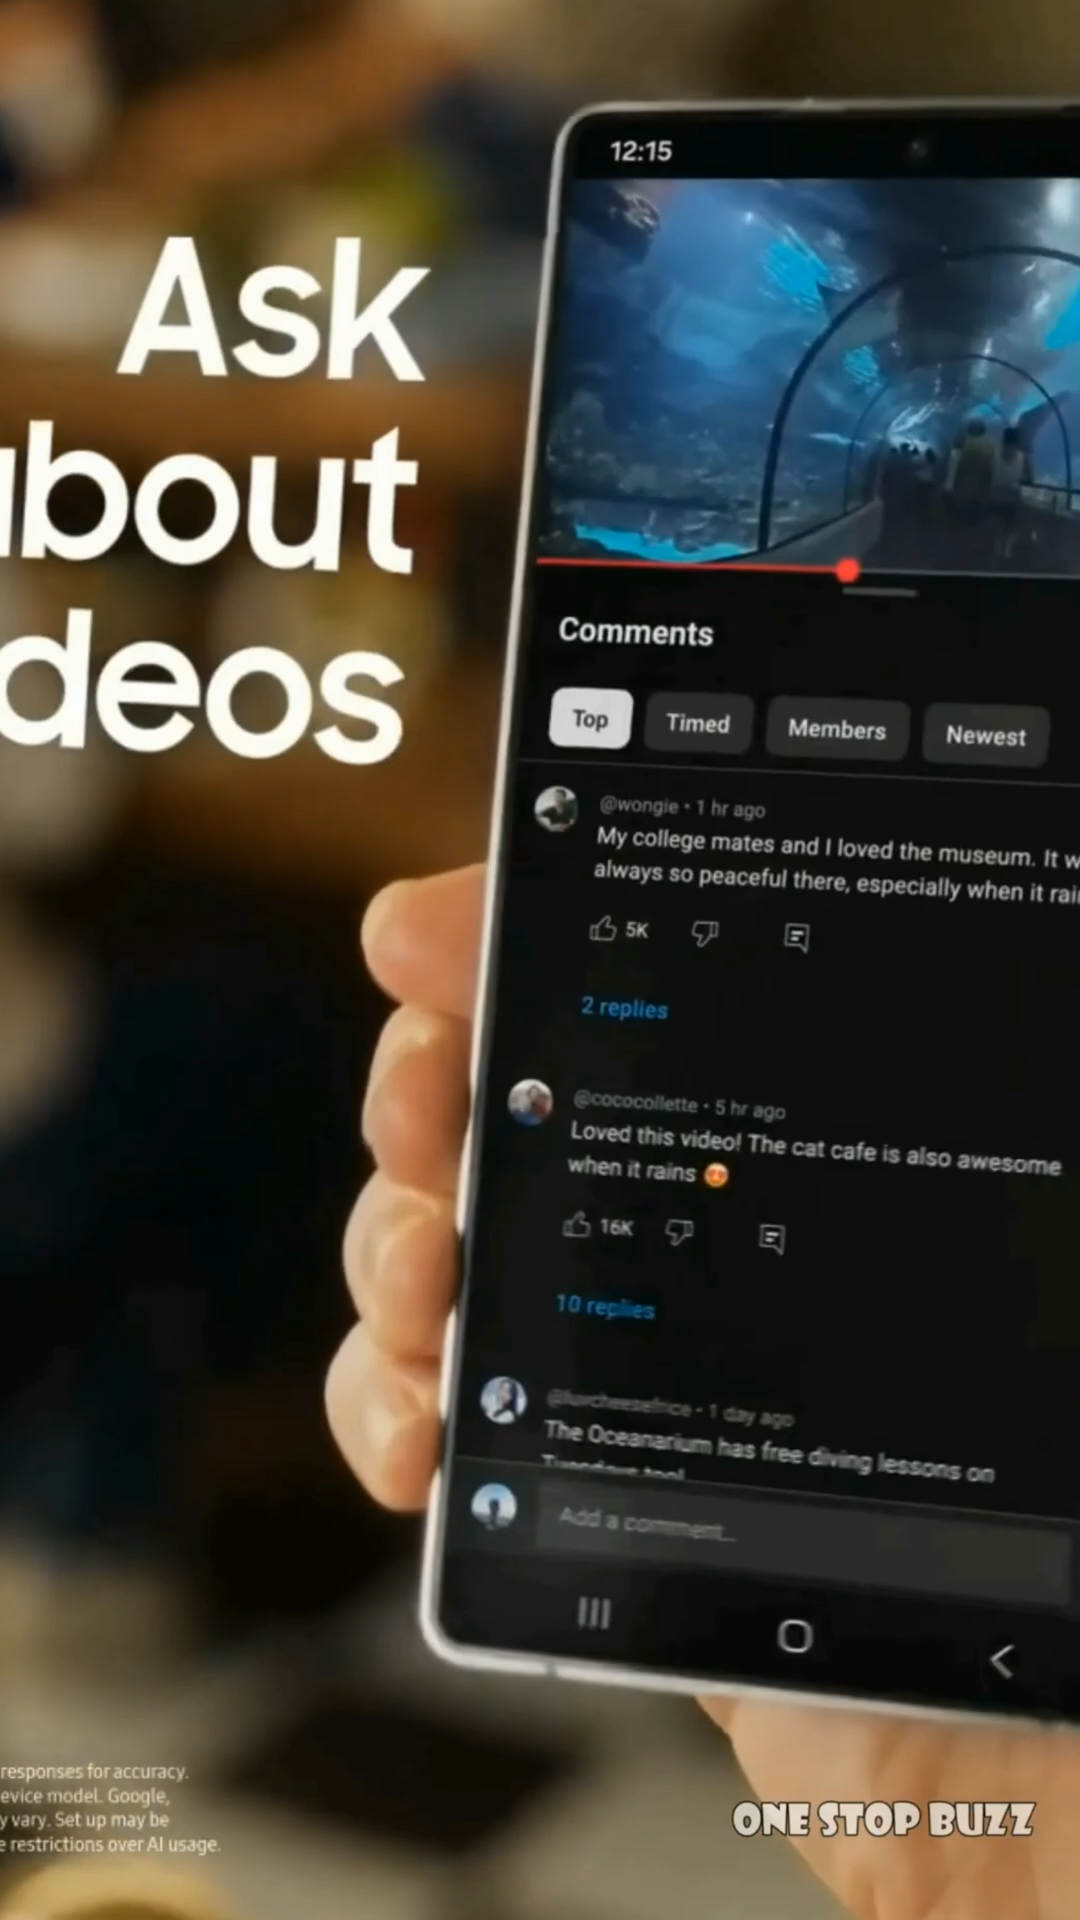 Ask
about
deos
12:15
Comments
Top
Timed
Members
Newest
@wongie • 1 hr ago
My college mates and I loved the museum. It w
always so peaceful there, especially when it rai
5K
2 replies
@cococollette • 5 hr ago
Loved this video! The cat cafe is also awesome
when it rains 😍
16K
10 replies
1 day ago
The Oceanarium has free diving lessons on
Add a comment...
responses for accuracy.
evice model. Google,
y vary. Set up may be
e restrictions over AI usage.
ONE STOP BUZZ